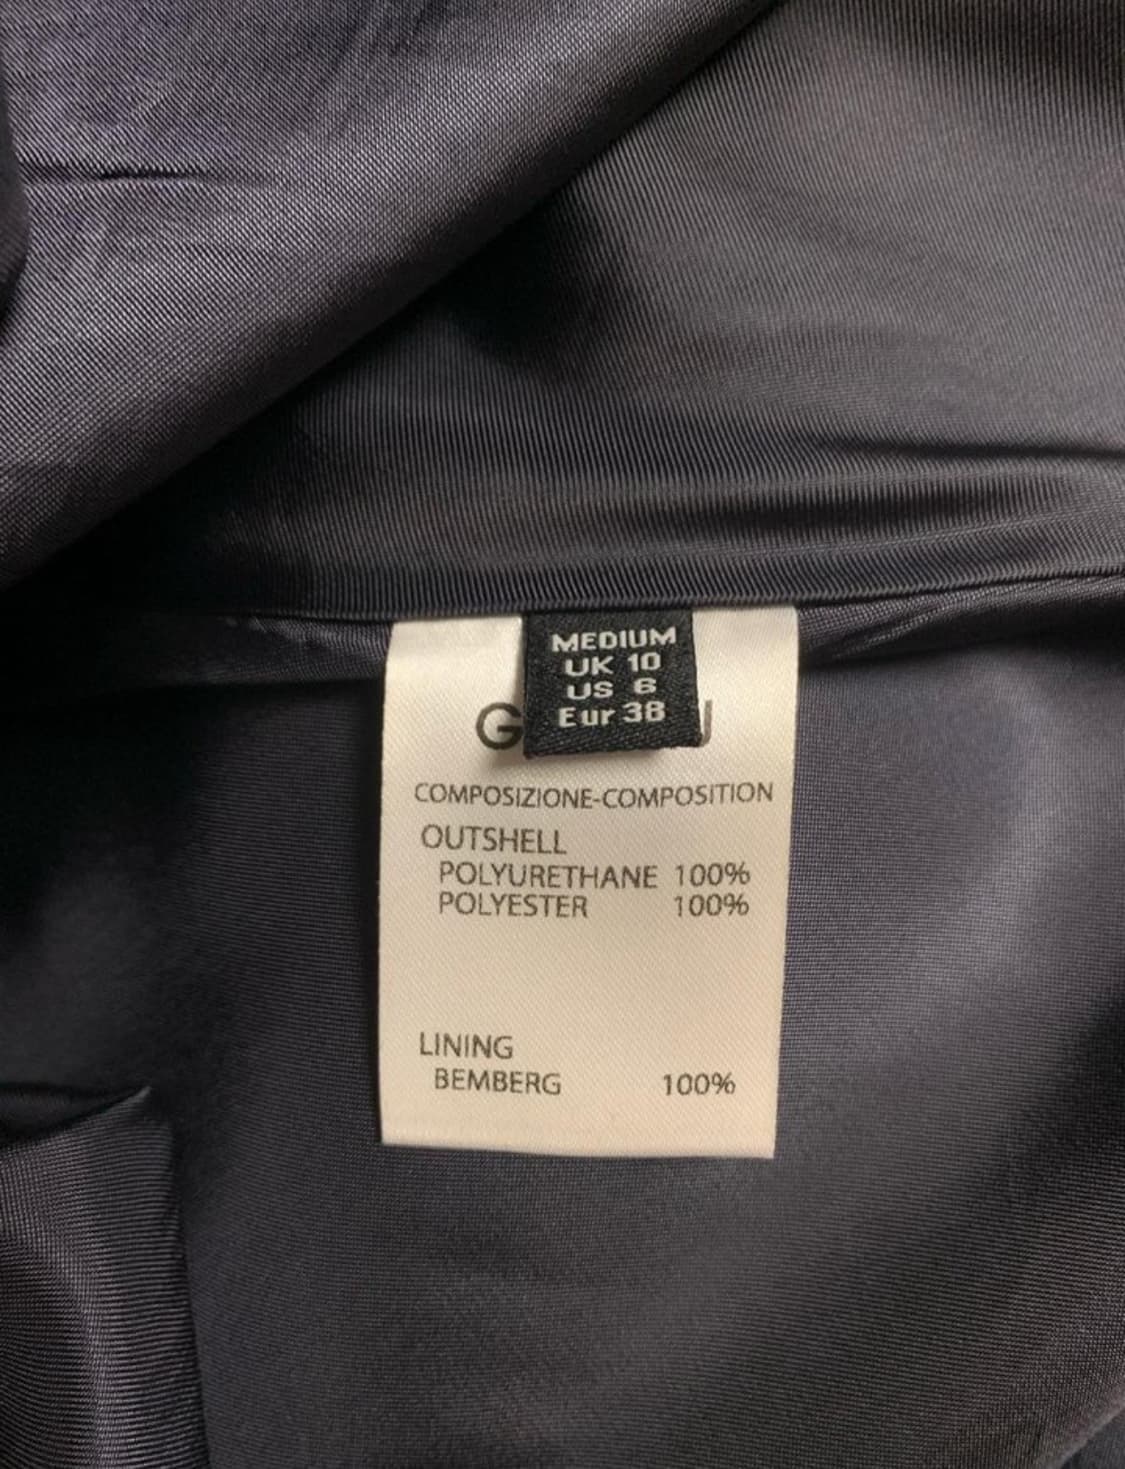 MEDIUM
UK 10
US 6
Eur 38
COMPOSIZIONE-COMPOSITION
OUTSHELL
POLYURETHANE 100%
POLYESTER 100%
LINING
BEMBERG 100%